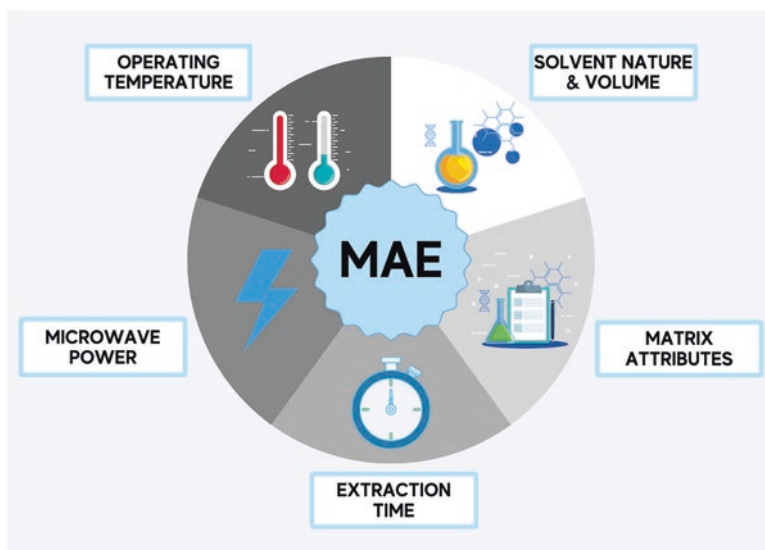 OPERATING
TEMPERATURE
SOLVENT NATURE
& VOLUME
MAE
MICROWAVE
POWER
MATRIX
ATTRIBUTES
EXTRACTION
TIME